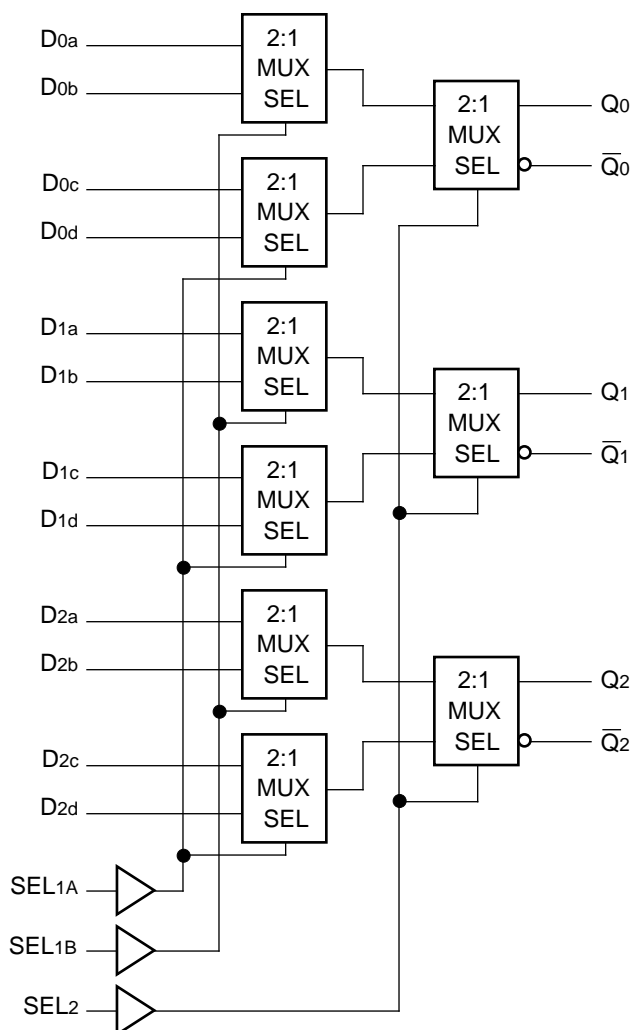 D0a
D0b
2:1
MUX
SEL
2:1
MUX
SEL
Q0
Q̅0
D0c
D0d
2:1
MUX
SEL
D1a
D1b
2:1
MUX
SEL
2:1
MUX
SEL
Q1
Q̅1
D1c
D1d
2:1
MUX
SEL
D2a
D2b
2:1
MUX
SEL
2:1
MUX
SEL
Q2
Q̅2
D2c
D2d
2:1
MUX
SEL
SEL1A
SEL1B
SEL2